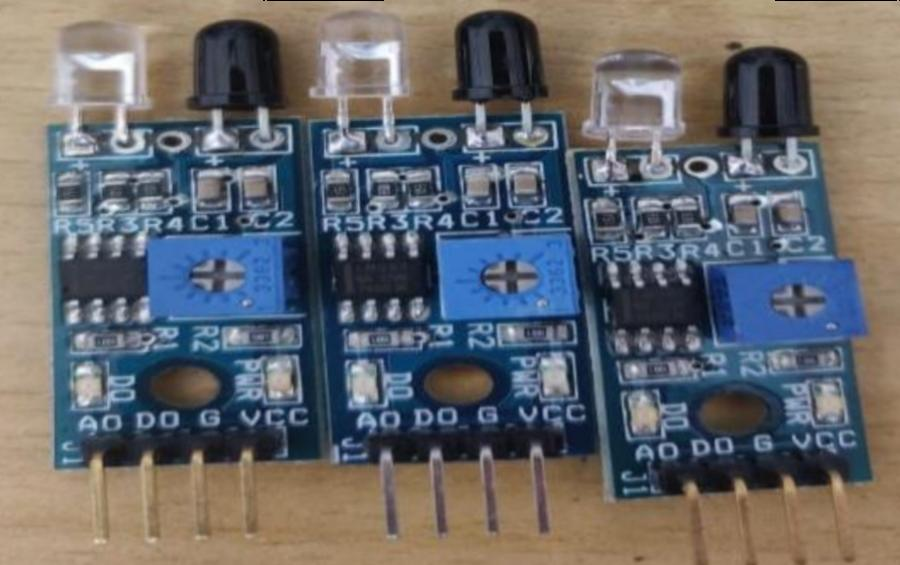 R5 R3 R4 C1 C2
3362
R1 R2
DO PWR
AO DO G VCC
J1
R5 R3 R4 C1 C2
3362
R1 R2
DO PWR
AO DO G VCC
J1
R5 R3 R4 C1 C2
R1 R2
DO PWR
AO DO G VCC
J1